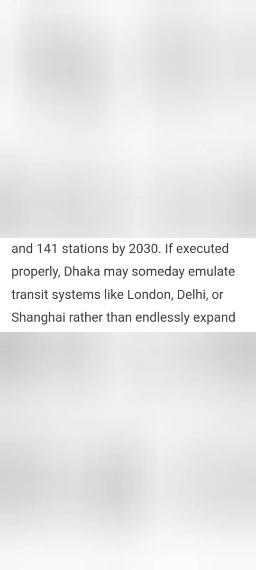 and 141 stations by 2030. If executed
properly, Dhaka may someday emulate
transit systems like London, Delhi, or
Shanghai rather than endlessly expand